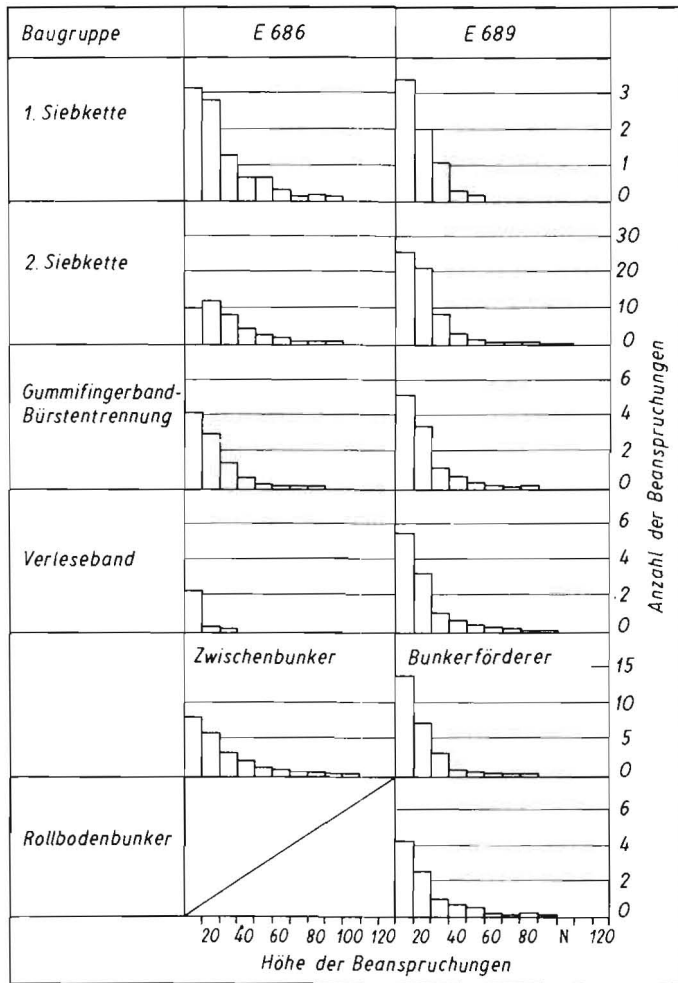 Baugruppe E 686 E 689
1. Siebkette
3
2
1
0
2. Siebkette
30
20
10
0
Gummifingerband-
Bürstentrennung
6
4
2
0
Verleseband
6
4
2
0
Zwischenbunker Bunkerförderer
15
10
5
0
Rollbodenbunker
6
4
2
0
20 40 60 80 100 120 20 40 60 80 N 120
Höhe der Beanspruchungen
Anzahl der Beanspruchungen